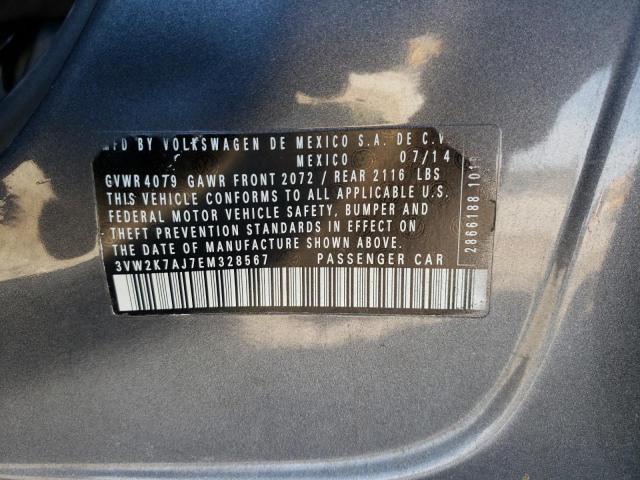 MFD BY VOLKSWAGEN DE MEXICO S.A. DE C.V.
MEXICO 07/14
GVWR 4079 GAWR FRONT 2072 / REAR 2116 LBS
THIS VEHICLE CONFORMS TO ALL APPLICABLE U.S.
FEDERAL MOTOR VEHICLE SAFETY, BUMPER AND
THEFT PREVENTION STANDARDS IN EFFECT ON
THE DATE OF MANUFACTURE SHOWN ABOVE.
3VW2K7AJ7EM328567 PASSENGER CAR
2866188